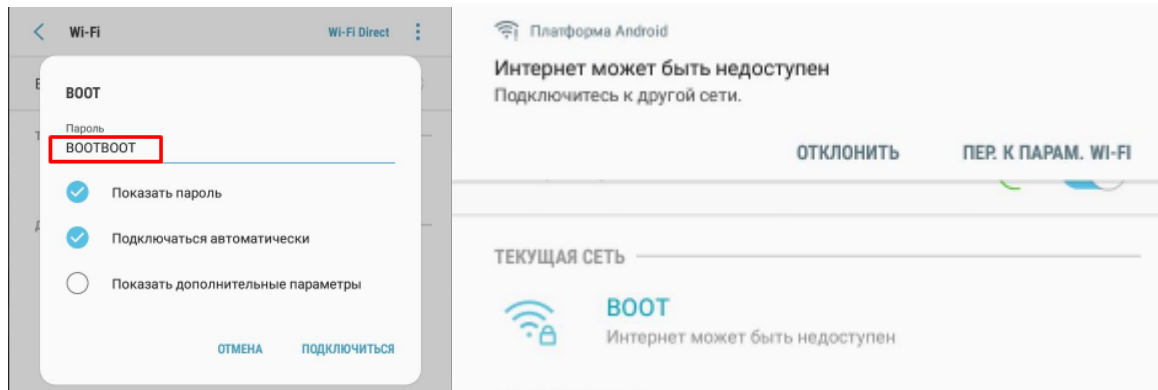 Wi-Fi
Wi-Fi Direct
BOOT
Пароль
BOOTBOOT
Показать пароль
Подключаться автоматически
Показать дополнительные параметры
ОТМЕНА
ПОДКЛЮЧИТЬСЯ
Платформа Android
Интернет может быть недоступен
Подключитесь к другой сети.
ОТКЛОНИТЬ
ПЕР. К ПАРАМ. WI-FI
ТЕКУЩАЯ СЕТЬ
BOOT
Интернет может быть недоступен